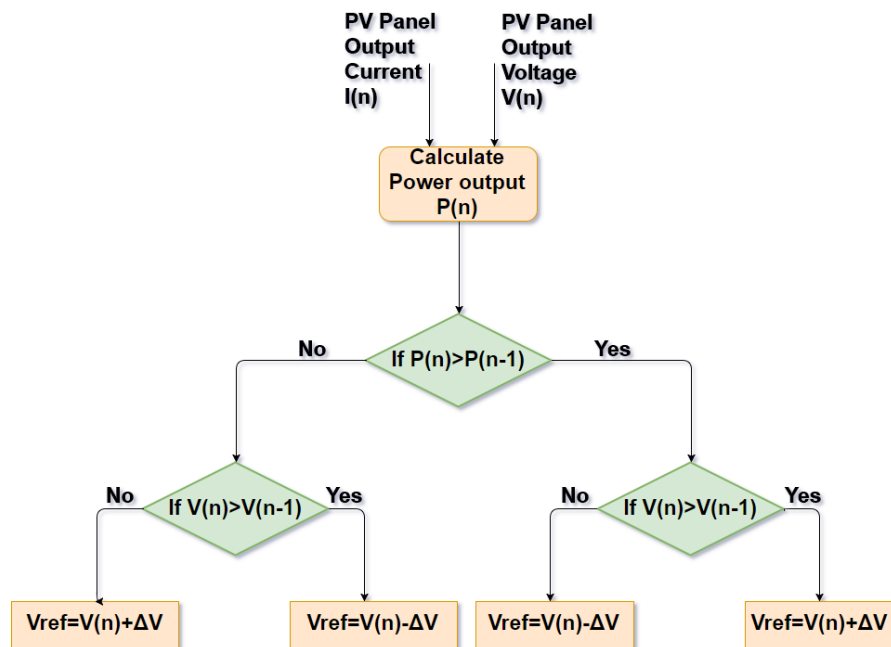 PV Panel
Output
Current
I(n)
PV Panel
Output
Voltage
V(n)
Calculate
Power output
P(n)
If P(n)>P(n-1)
No
Yes
If V(n)>V(n-1)
No
Yes
If V(n)>V(n-1)
No
Yes
Vref=V(n)+ΔV
Vref=V(n)-ΔV
Vref=V(n)-ΔV
Vref=V(n)+ΔV